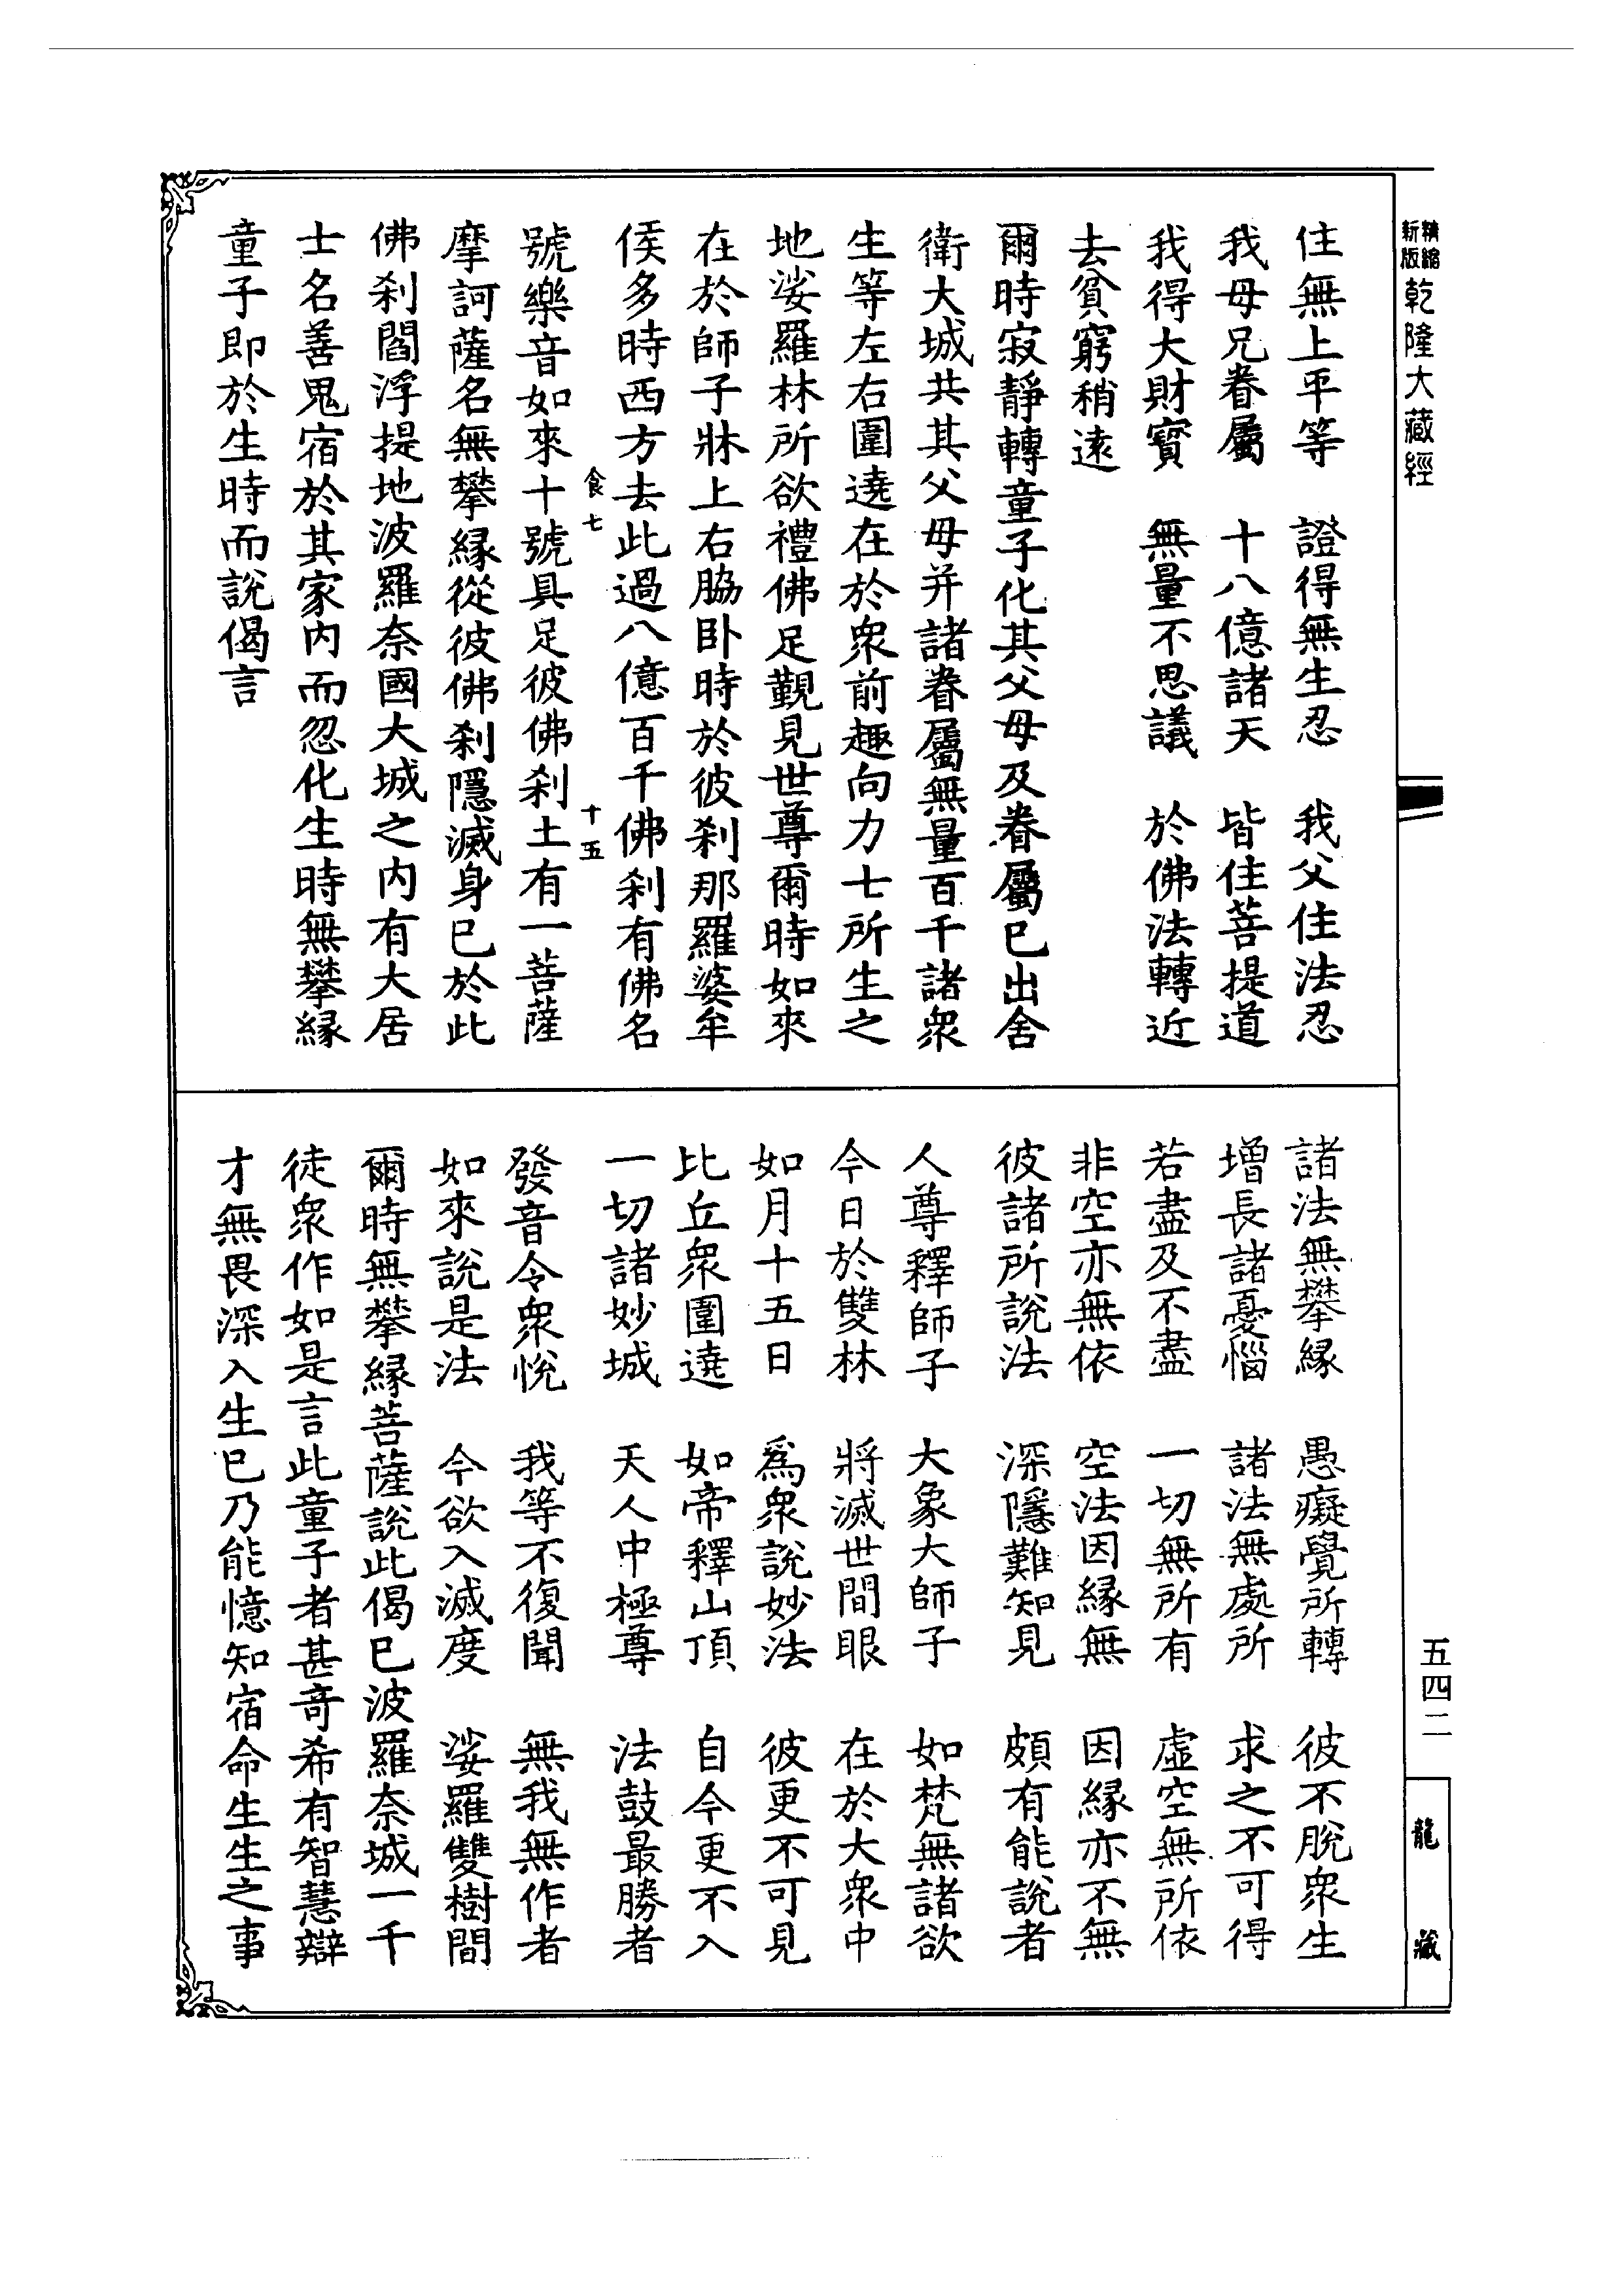 精縮新版乾隆大藏經
住無上平等　證得無生忍　我父住法忍
我母兄眷屬　十八億諸天　皆住菩提道
我得大財寳　無量不思議　於佛法轉近
去貧窮稍遠
爾時寂靜轉童子化其父母及眷屬已出舍
衛大城共其父母并諸眷屬無量百千諸衆
生等左右圍遶在於衆前趣向力士所生之
地娑羅林所欲禮佛足覲見世尊爾時如來
在於師子牀上右脇卧時於彼刹那羅婆牟
侯多時西方去此過八億百千佛刹有佛名
食七　十五
號樂音如來十號具足彼佛刹土有一菩薩
摩訶薩名無攀緣從彼佛刹隱滅身已於此
佛刹閻浮提地波羅奈國大城之内有大居
士名善鬼宿於其家内而忽化生時無攀緣
童子即於生時而說偈言
諸法無攀緣　愚癡覺所轉　彼不脫衆生
增長諸憂惱　諸法無處所　求之不可得
若盡及不盡　一切無所有　虛空無所依
非空亦無依　空法因緣無　因緣亦不無
彼諸所說法　深隱難知見　頗有能說者
人尊釋師子　大象大師子　如梵無諸欲
今日於雙林　將滅世間眼　在於大衆中
如月十五日　爲衆說妙法　彼更不可見
比丘衆圍遶　如帝釋山頂　自今更不入
一切諸妙城　天人中極尊　法鼓最勝者
發音令衆悅　我等不復聞　無我無作者
如來說是法　今欲入滅度　娑羅雙樹間
爾時無攀緣菩薩說此偈已波羅奈城一千
徒衆作如是言此童子者甚奇希有智慧辯
才無畏深入生已乃能憶知宿命生生之事
五四二
龍藏